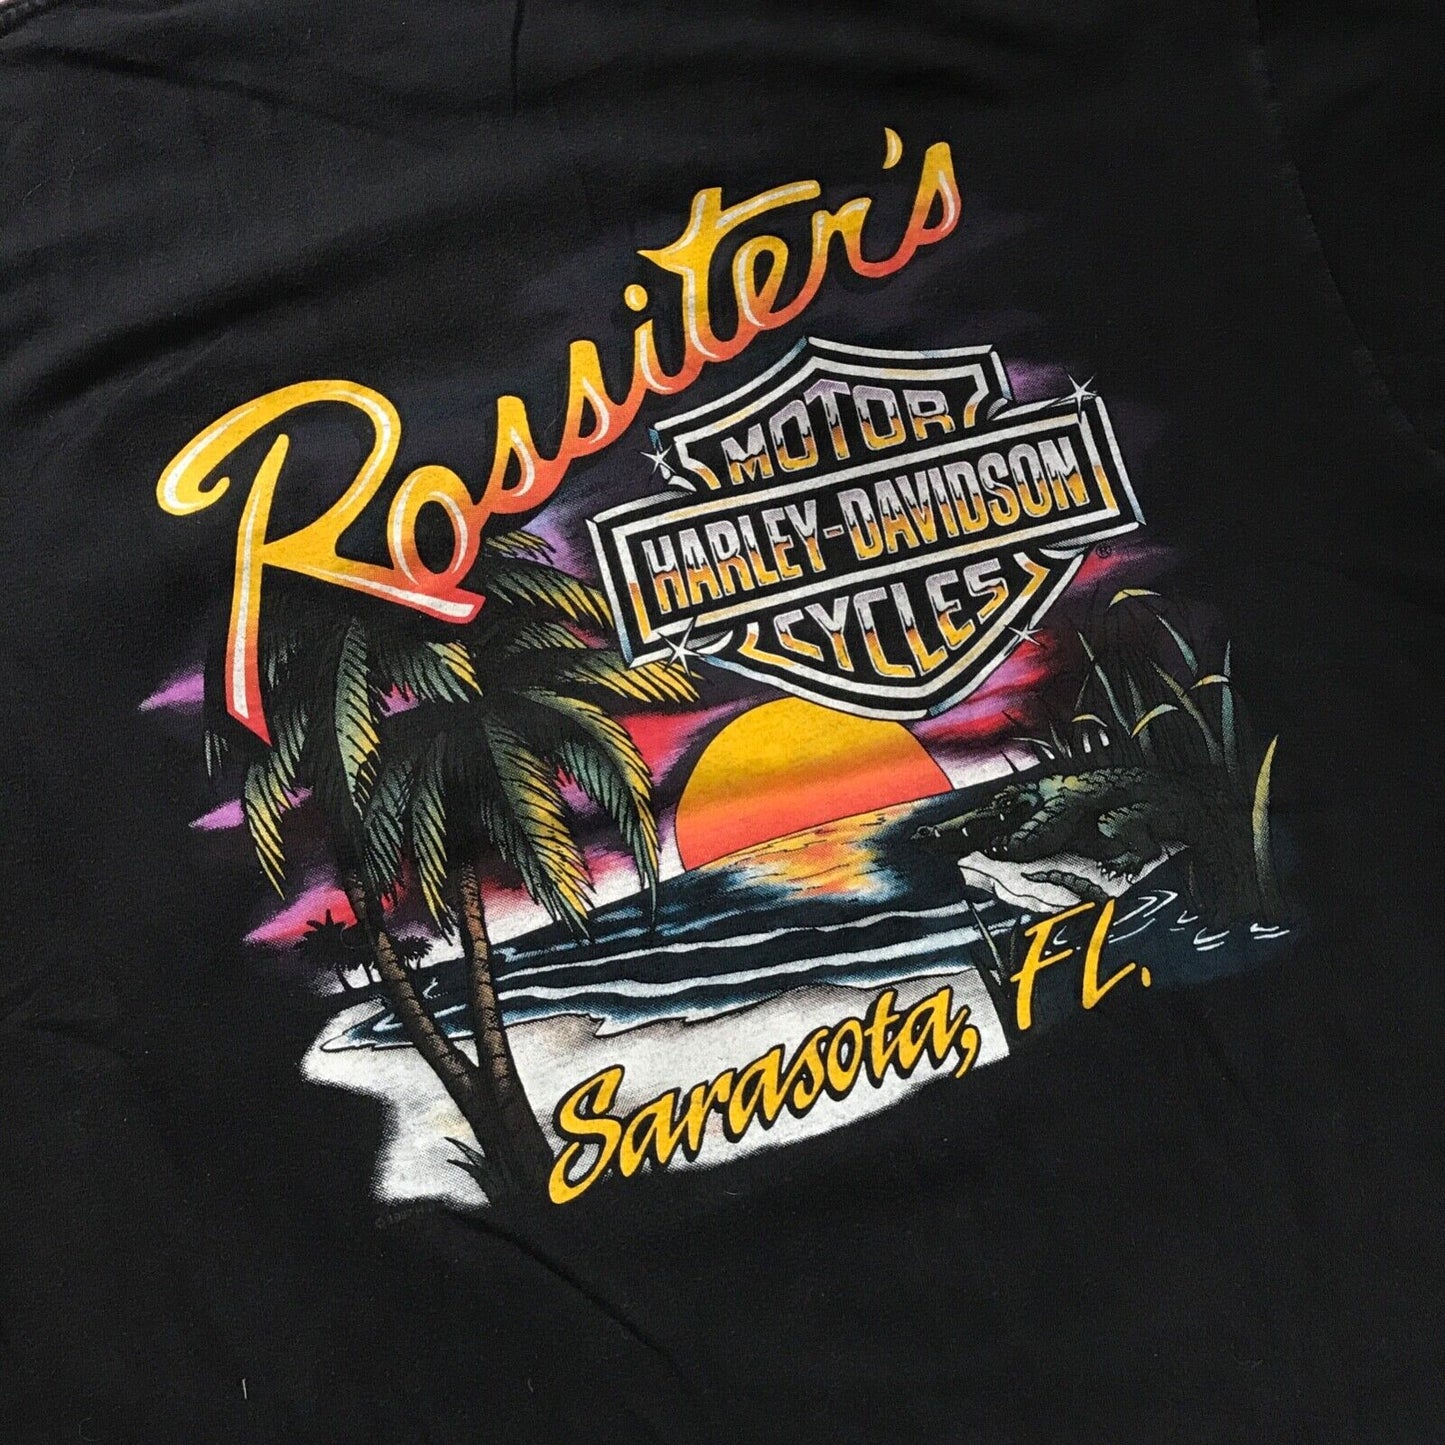 Rossiter's
MOTOR
HARLEY-DAVIDSON
®
CYCLES
Sarasota, FL.